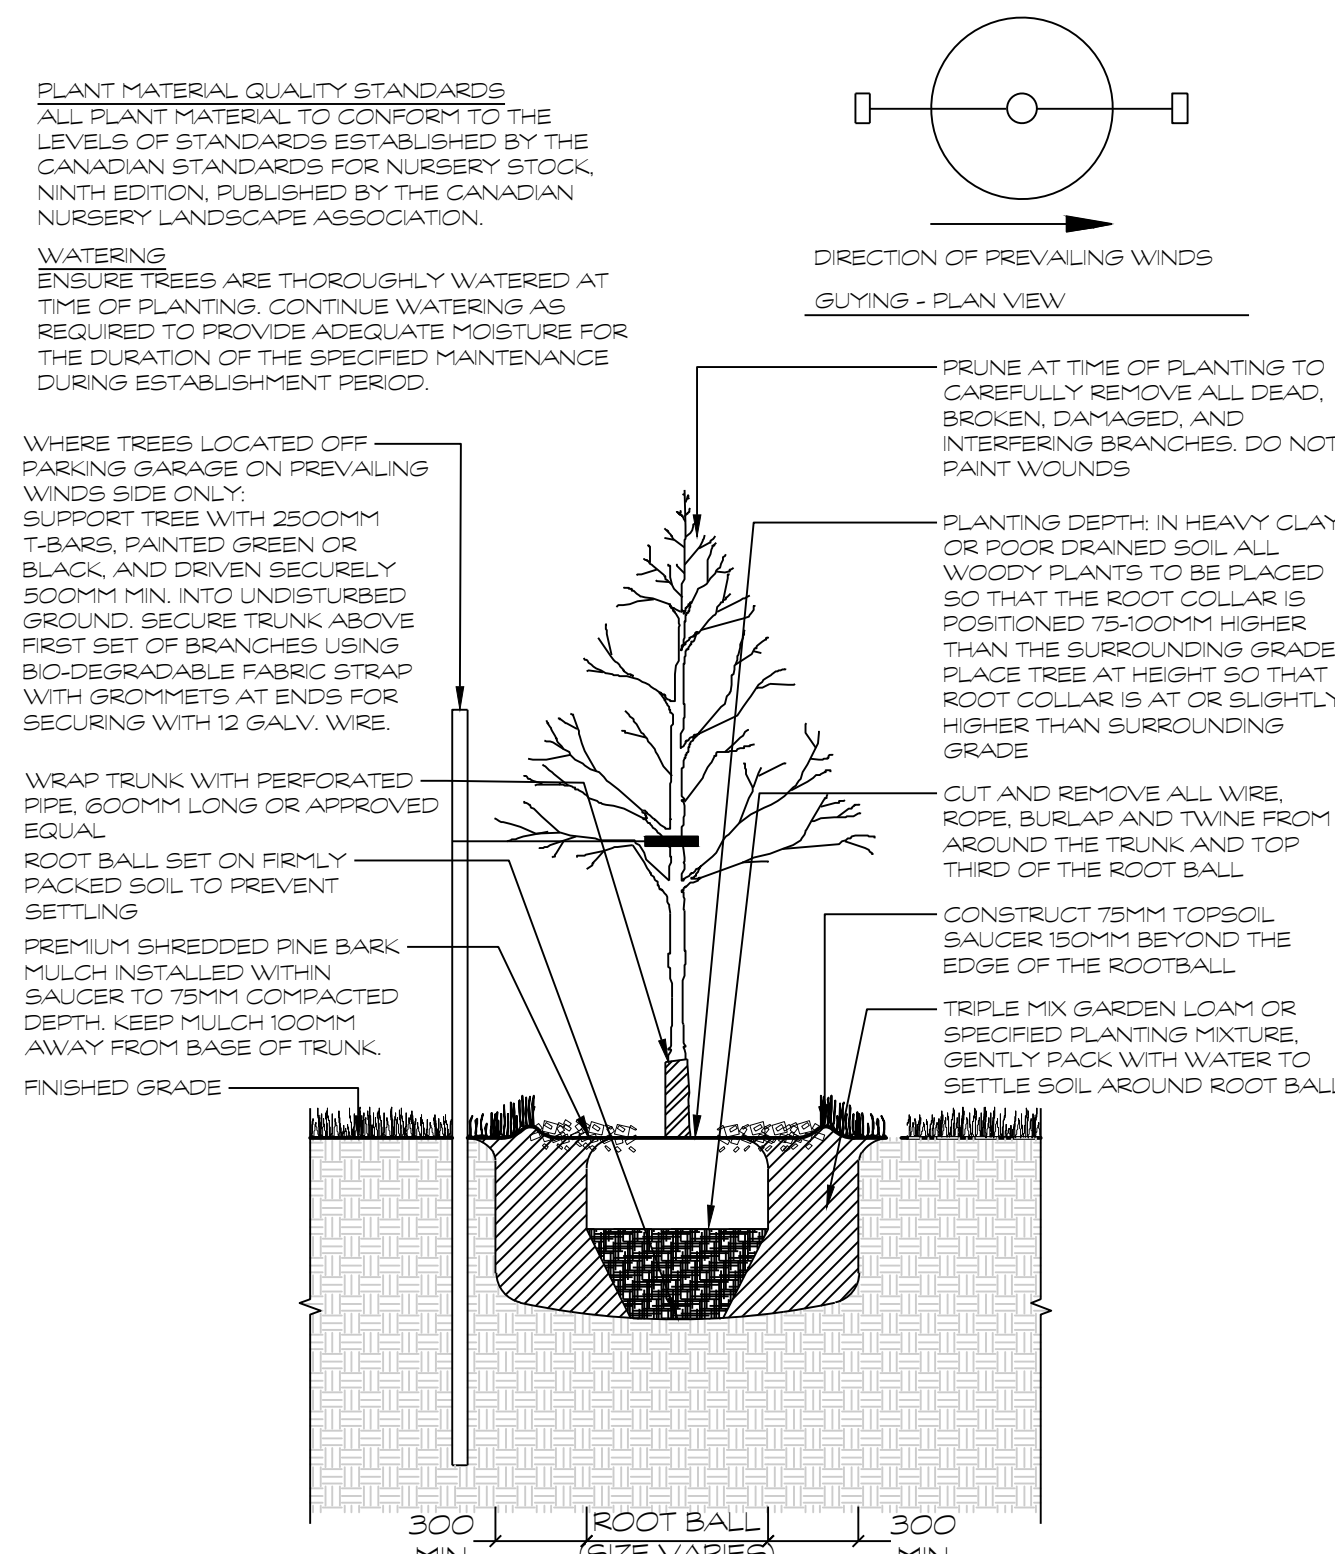 PLANT MATERIAL QUALITY STANDARDS
ALL PLANT MATERIAL TO CONFORM TO THE
LEVELS OF STANDARDS ESTABLISHED BY THE
CANADIAN STANDARDS FOR NURSERY STOCK,
NINTH EDITION, PUBLISHED BY THE CANADIAN
NURSERY LANDSCAPE ASSOCIATION.
WATERING
ENSURE TREES ARE THOROUGHLY WATERED AT
TIME OF PLANTING. CONTINUE WATERING AS
REQUIRED TO PROVIDE ADEQUATE MOISTURE FOR
THE DURATION OF THE SPECIFIED MAINTENANCE
DURING ESTABLISHMENT PERIOD.
DIRECTION OF PREVAILING WINDS
GUYING - PLAN VIEW
WHERE TREES LOCATED OFF
PARKING GARAGE ON PREVAILING
WINDS SIDE ONLY:
SUPPORT TREE WITH 2500MM
T-BARS, PAINTED GREEN OR
BLACK, AND DRIVEN SECURELY
500MM MIN. INTO UNDISTURBED
GROUND. SECURE TRUNK ABOVE
FIRST SET OF BRANCHES USING
BIO-DEGRADABLE FABRIC STRAP
WITH GROMMETS AT ENDS FOR
SECURING WITH 12 GALV. WIRE.
WRAP TRUNK WITH PERFORATED
PIPE, 600MM LONG OR APPROVED
EQUAL
ROOT BALL SET ON FIRMLY
PACKED SOIL TO PREVENT
SETTLING
PREMIUM SHREDDED PINE BARK
MULCH INSTALLED WITHIN
SAUCER TO 75MM COMPACTED
DEPTH. KEEP MULCH 100MM
AWAY FROM BASE OF TRUNK.
FINISHED GRADE
PRUNE AT TIME OF PLANTING TO
CAREFULLY REMOVE ALL DEAD,
BROKEN, DAMAGED, AND
INTERFERING BRANCHES. DO NOT
PAINT WOUNDS
PLANTING DEPTH: IN HEAVY CLAY
OR POOR DRAINED SOIL ALL
WOODY PLANTS TO BE PLACED
SO THAT THE ROOT COLLAR IS
POSITIONED 75-100MM HIGHER
THAN THE SURROUNDING GRADE
PLACE TREE AT HEIGHT SO THAT
ROOT COLLAR IS AT OR SLIGHTLY
HIGHER THAN SURROUNDING
GRADE
CUT AND REMOVE ALL WIRE,
ROPE, BURLAP AND TWINE FROM
AROUND THE TRUNK AND TOP
THIRD OF THE ROOT BALL
CONSTRUCT 75MM TOPSOIL
SAUCER 150MM BEYOND THE
EDGE OF THE ROOTBALL
TRIPLE MIX GARDEN LOAM OR
SPECIFIED PLANTING MIXTURE,
GENTLY PACK WITH WATER TO
SETTLE SOIL AROUND ROOT BALL
300 ROOT BALL 300
MIN (SIZE VARIES) MIN